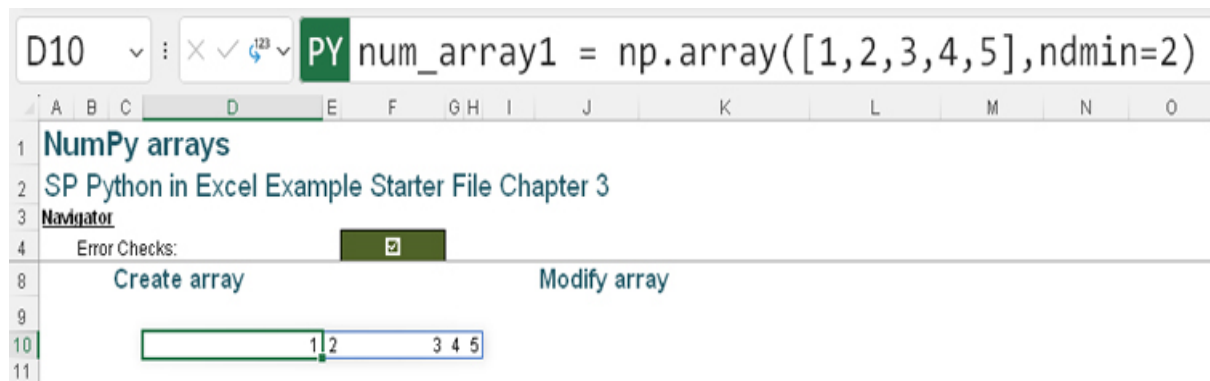 D10 PY num_array1 = np.array([1,2,3,4,5],ndmin=2)
A B C D E F G H I J K L M N O
1 NumPy arrays
2 SP Python in Excel Example Starter File Chapter 3
3 Navigator
4 Error Checks:
8 Create array Modify array
9
10 1 2 3 4 5
11